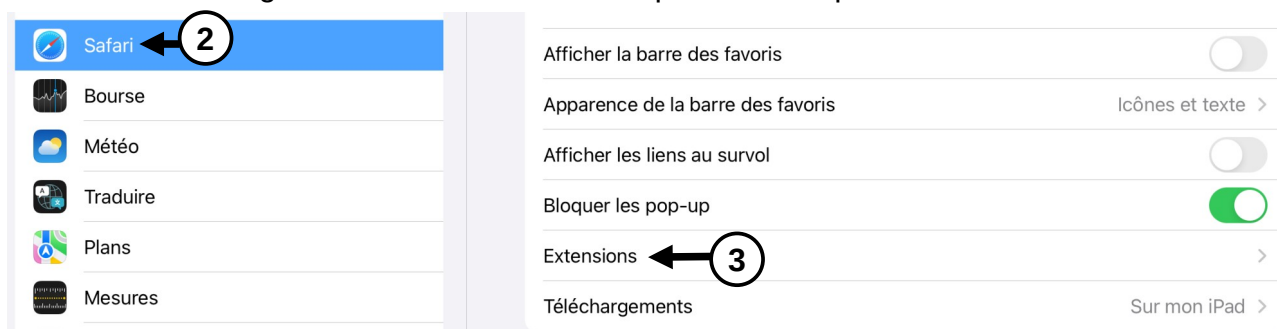 Safari
2
Bourse
Météo
Traduire
Plans
Mesures
Afficher la barre des favoris
Apparence de la barre des favoris Icônes et texte >
Afficher les liens au survol
Bloquer les pop-up
Extensions 3 >
Téléchargements Sur mon iPad >